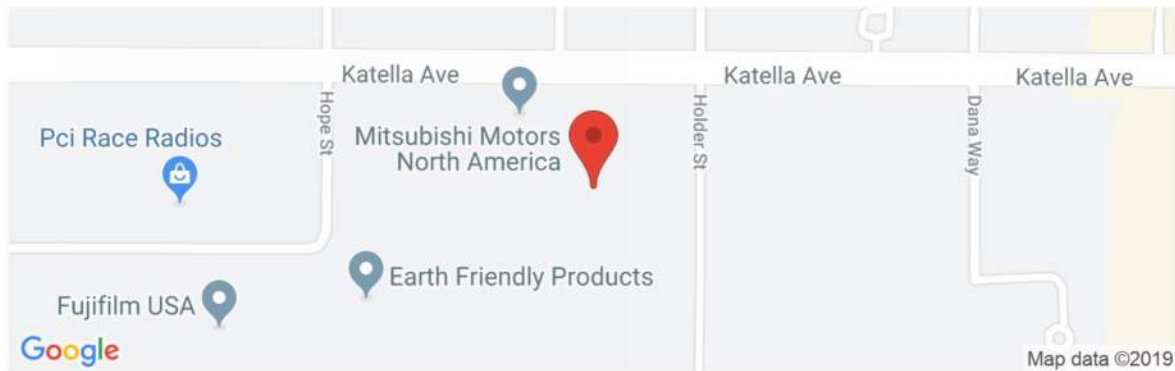 Katella Ave
Katella Ave
Katella Ave
Hope St
Holder St
Dana Way
Pci Race Radios
Mitsubishi Motors
North America
Earth Friendly Products
Fujifilm USA
Google
Map data ©2019